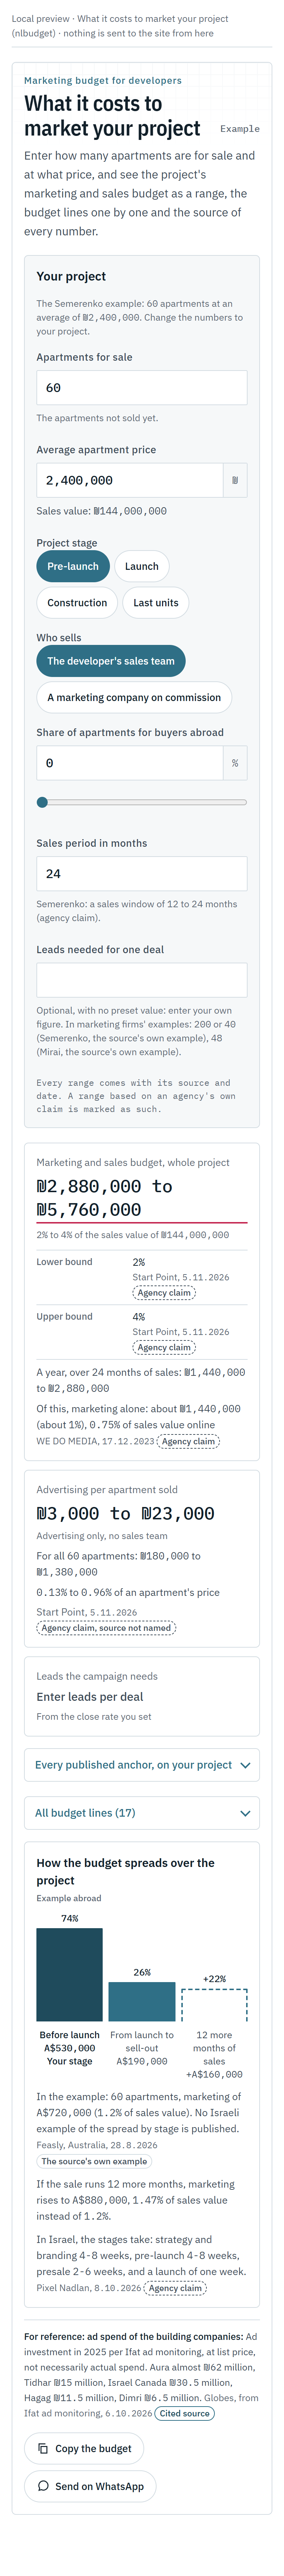 Local preview · What it costs to market your project
(nlbudget) · nothing is sent to the site from here
Marketing budget for developers
What it costs to
market your project
Example
Enter how many apartments are for sale and
at what price, and see the project's
marketing and sales budget as a range, the
budget lines one by one and the source of
every number.
Your project
The Semerenko example: 60 apartments at an
average of ₪2,400,000. Change the numbers to
your project.
Apartments for sale
60
The apartments not sold yet.
Average apartment price
2,400,000
₪
Sales value: ₪144,000,000
Project stage
Pre-launch
Launch
Construction
Last units
Who sells
The developer's sales team
A marketing company on commission
Share of apartments for buyers abroad
0
%
Sales period in months
24
Semerenko: a sales window of 12 to 24 months
(agency claim).
Leads needed for one deal
Optional, with no preset value: enter your own
figure. In marketing firms' examples: 200 or 40
(Semerenko, the source's own example), 48
(Mirai, the source's own example).
Every range comes with its source and
date. A range based on an agency's own
claim is marked as such.
Marketing and sales budget, whole project
₪2,880,000 to
₪5,760,000
2% to 4% of the sales value of ₪144,000,000
Lower bound
2%
Start Point, 5.11.2026
Agency claim
Upper bound
4%
Start Point, 5.11.2026
Agency claim
A year, over 24 months of sales: ₪1,440,000
to ₪2,880,000
Of this, marketing alone: about ₪1,440,000
(about 1%), 0.75% of sales value online
WE DO MEDIA, 17.12.2023 Agency claim
Advertising per apartment sold
₪3,000 to ₪23,000
Advertising only, no sales team
For all 60 apartments: ₪180,000 to
₪1,380,000
0.13% to 0.96% of an apartment's price
Start Point, 5.11.2026
Agency claim, source not named
Leads the campaign needs
Enter leads per deal
From the close rate you set
Every published anchor, on your project
All budget lines (17)
How the budget spreads over the
project
Example abroad
74%
26%
+22%
Before launch
A$530,000
Your stage
From launch to
sell-out
A$190,000
12 more
months of
sales
+A$160,000
In the example: 60 apartments, marketing of
A$720,000 (1.2% of sales value). No Israeli
example of the spread by stage is published.
Feasly, Australia, 28.8.2026
The source's own example
If the sale runs 12 more months, marketing
rises to A$880,000, 1.47% of sales value
instead of 1.2%.
In Israel, the stages take: strategy and
branding 4-8 weeks, pre-launch 4-8 weeks,
presale 2-6 weeks, and a launch of one week.
Pixel Nadlan, 8.10.2026 Agency claim
For reference: ad spend of the building companies: Ad
investment in 2025 per Ifat ad monitoring, at list price,
not necessarily actual spend. Aura almost ₪62 million,
Tidhar ₪15 million, Israel Canada ₪30.5 million,
Hagag ₪11.5 million, Dimri ₪6.5 million. Globes, from
Ifat ad monitoring, 6.10.2026 Cited source
Copy the budget
Send on WhatsApp